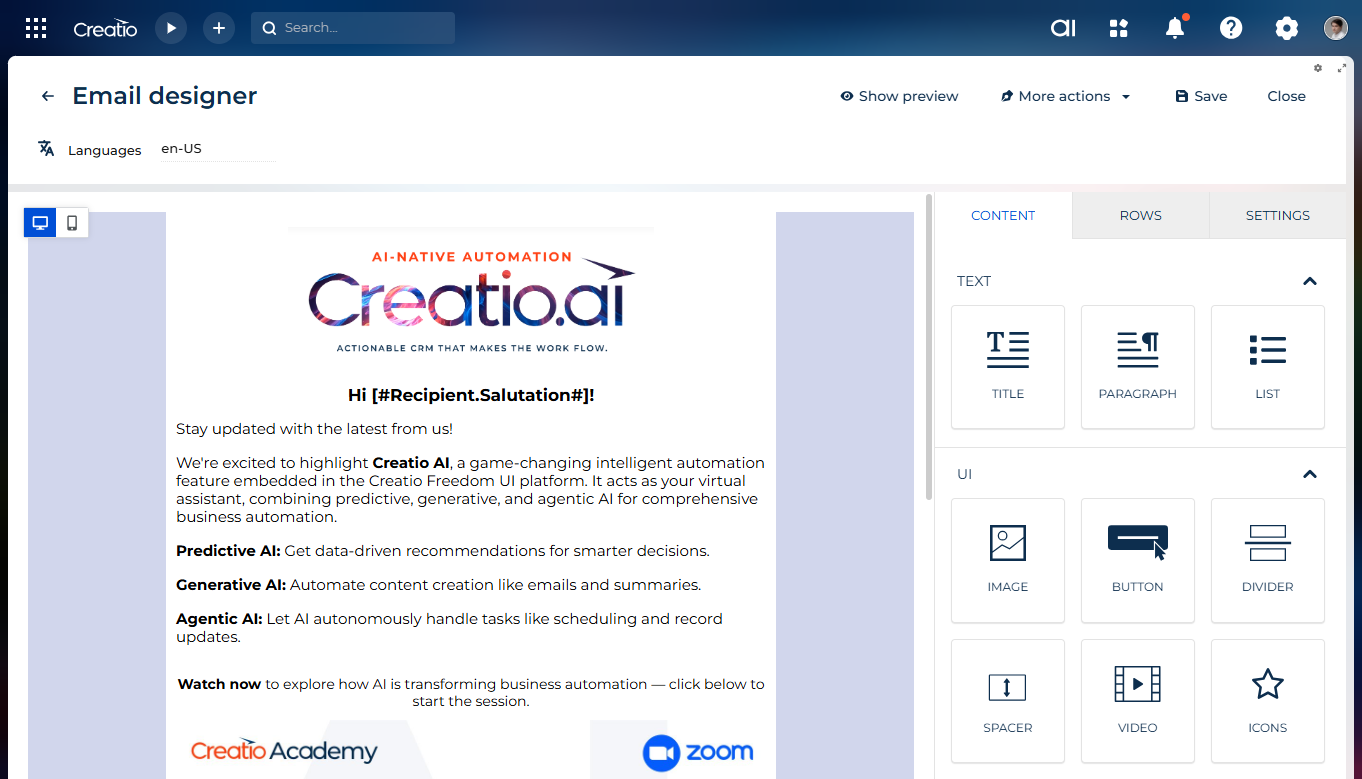 Creatio
Search...
Email designer
Show preview
More actions
Save
Close
Languages
en-US
AI-NATIVE AUTOMATION
Creatio.ai
ACTIONABLE CRM THAT MAKES THE WORK FLOW.
Hi [#Recipient.Salutation#]!
Stay updated with the latest from us!
We're excited to highlight Creatio AI, a game-changing intelligent automation
feature embedded in the Creatio Freedom UI platform. It acts as your virtual
assistant, combining predictive, generative, and agentic AI for comprehensive
business automation.
Predictive AI: Get data-driven recommendations for smarter decisions.
Generative AI: Automate content creation like emails and summaries.
Agentic AI: Let AI autonomously handle tasks like scheduling and record
updates.
Watch now to explore how AI is transforming business automation — click below to
start the session.
Creatio Academy
zoom
CONTENT
ROWS
SETTINGS
TEXT
TITLE
PARAGRAPH
LIST
UI
IMAGE
BUTTON
DIVIDER
SPACER
VIDEO
ICONS